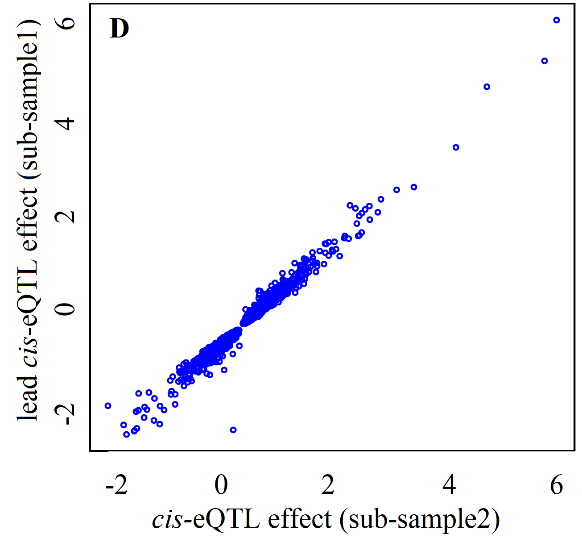 D
lead cis-eQTL effect (sub-sample1)
6
4
2
0
-2
-2 0 2 4 6
cis-eQTL effect (sub-sample2)